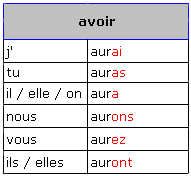 avoir
j' aurai
tu auras
il / elle / on aura
nous aurons
vous aurez
ils / elles auront